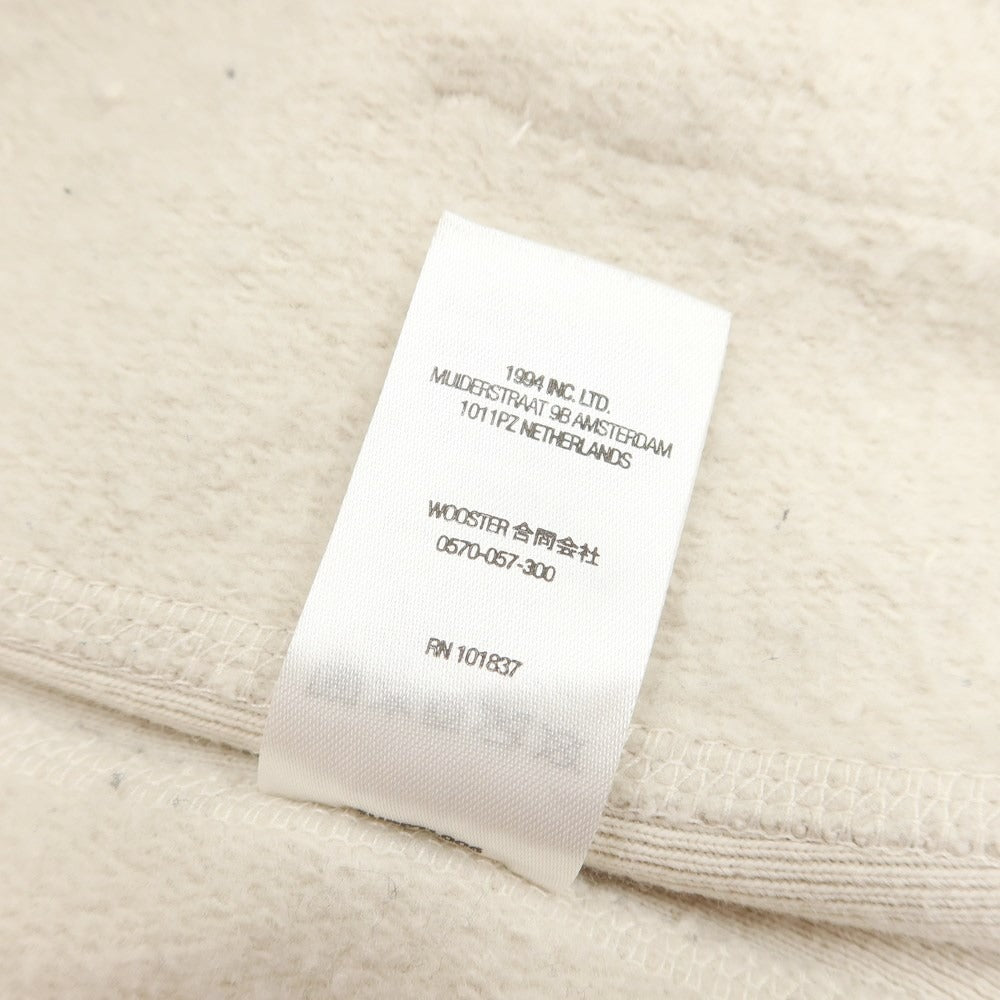 1994 INC. LTD.
MUIDERSTRAAT 9B AMSTERDAM
1011PZ NETHERLANDS
WOOSTER 合同会社
0570-057-300
RN 101837